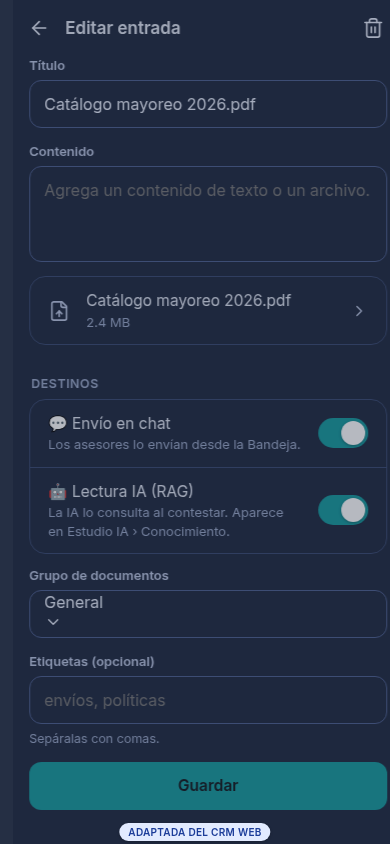 Editar entrada
Título
Catálogo mayoreo 2026.pdf
Contenido
Agrega un contenido de texto o un archivo.
Catálogo mayoreo 2026.pdf
2.4 MB
DESTINOS
💬 Envío en chat
Los asesores lo envían desde la Bandeja.
🤖 Lectura IA (RAG)
La IA lo consulta al contestar. Aparece
en Estudio IA › Conocimiento.
Grupo de documentos
General
Etiquetas (opcional)
envíos, políticas
Sepáralas con comas.
Guardar
ADAPTADA DEL CRM WEB